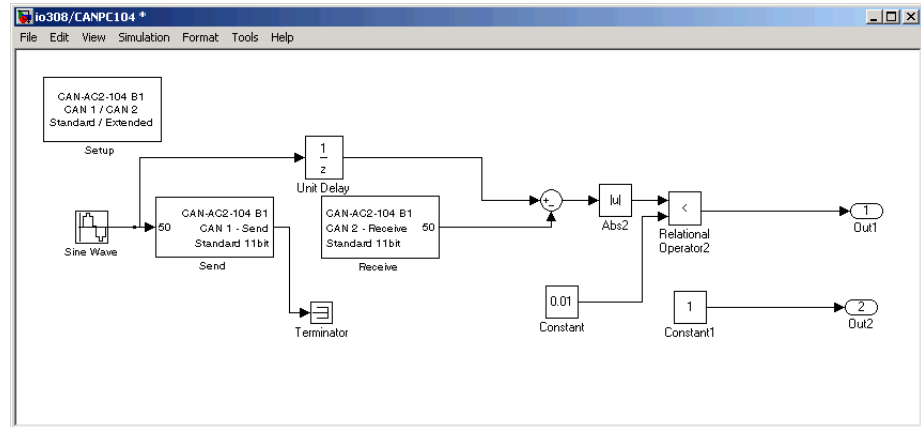 io308/CANPC104 *
File Edit View Simulation Format Tools Help
CAN-AC2-104 B1
CAN 1 / CAN 2
Standard / Extended
Setup
1
z
Unit Delay
Sine Wave
50
CAN-AC2-104 B1
CAN 1 - Send
Standard 11bit
Send
CAN-AC2-104 B1
CAN 2 - Receive
Standard 11bit
50
Receive
Terminator
+
-
|u|
Abs2
<
Relational
Operator2
1
Out1
0.01
Constant
1
Constant1
2
Out2